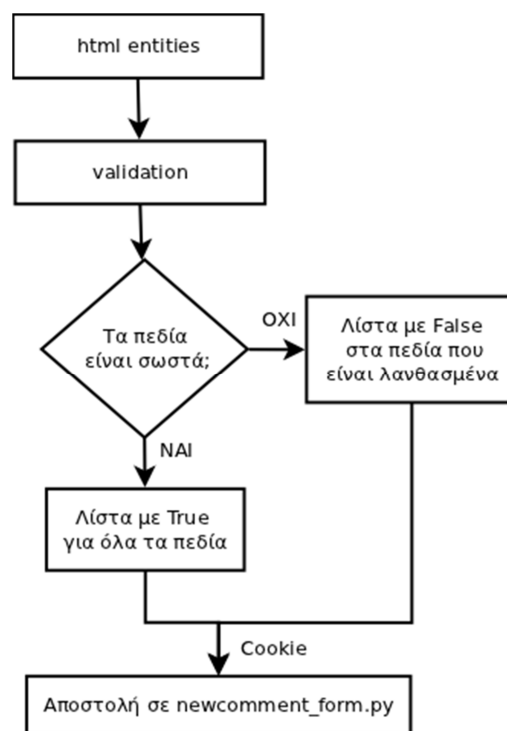 html entities
validation
Τα πεδία
είναι σωστά;
ΟΧΙ
Λίστα με False
στα πεδία που
είναι λανθασμένα
ΝΑΙ
Λίστα με True
για όλα τα πεδία
Cookie
Αποστολή σε newcomment_form.py